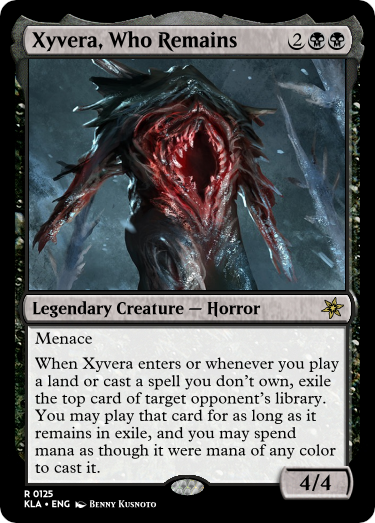 Xyvera, Who Remains 2
Legendary Creature — Horror
Menace
When Xyvera enters or whenever you play
a land or cast a spell you don't own, exile
the top card of target opponent's library.
You may play that card for as long as it
remains in exile, and you may spend
mana as though it were mana of any color
to cast it.
4/4
R 0125
KLA • ENG Benny Kusnoto